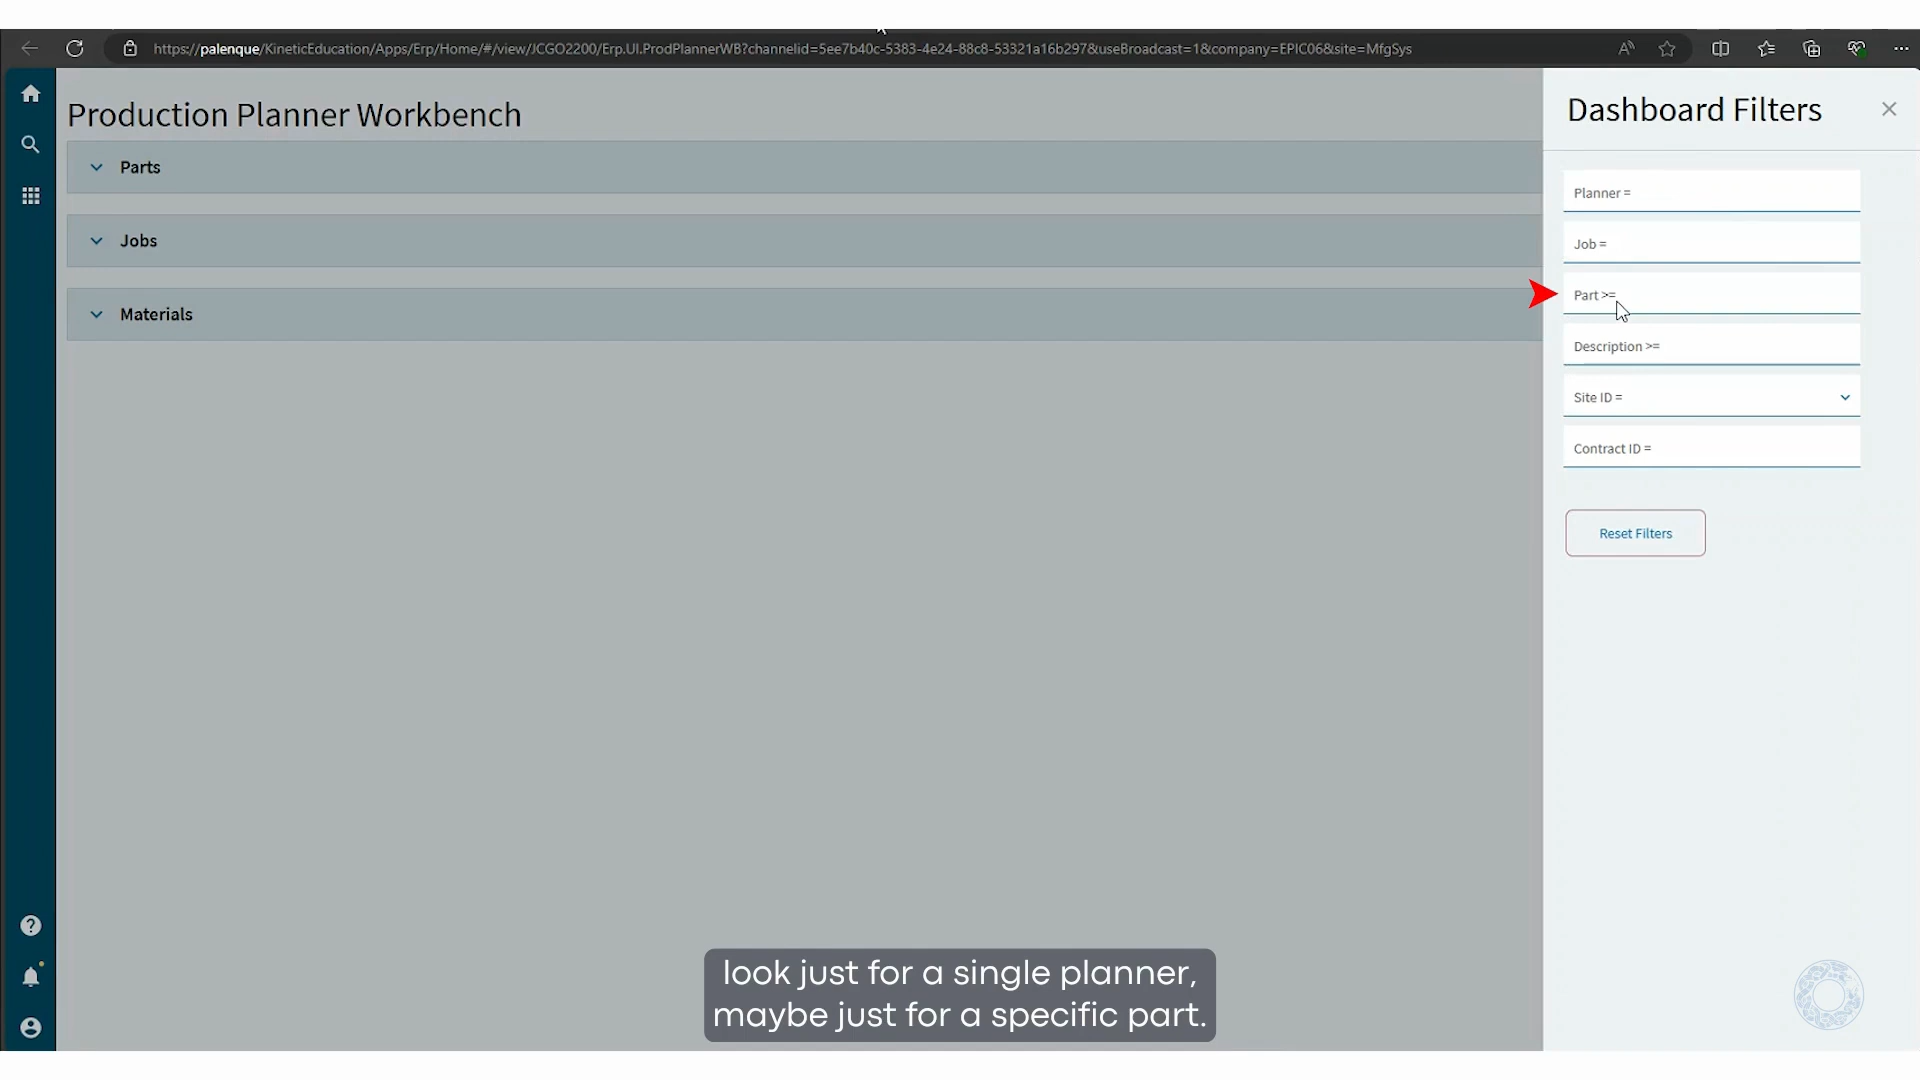 https://palenque/KineticEducation/Apps/Erp/Home/#/view/JCGO2200/Erp.UI.ProdPlannerWB?channelid=5ee7b40c-5383-4e24-88c8-53321a16b297&useBroadcast=1&company=EPIC06&site=MfgSys
Production Planner Workbench
Parts
Jobs
Materials
Dashboard Filters
Planner =
Job =
Part >=
Description >=
Site ID =
Contract ID =
Reset Filters
look just for a single planner,
maybe just for a specific part.